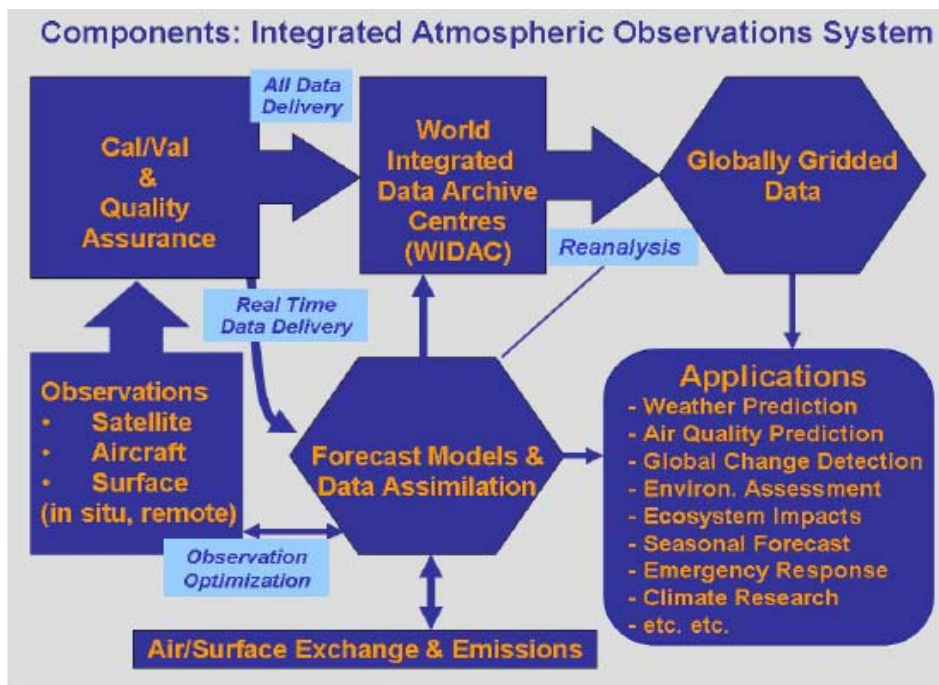 Components: Integrated Atmospheric Observations System
All Data
Delivery
Cal/Val
&
Quality
Assurance
World
Integrated
Data Archive
Centres
(WIDAC)
Globally Gridded
Data
Reanalysis
Real Time
Data Delivery
Observations
• Satellite
• Aircraft
• Surface
(in situ, remote)
Forecast Models &
Data Assimilation
Applications
- Weather Prediction
- Air Quality Prediction
- Global Change Detection
- Environ. Assessment
- Ecosystem Impacts
- Seasonal Forecast
- Emergency Response
- Climate Research
- etc. etc.
Observation
Optimization
Air/Surface Exchange & Emissions